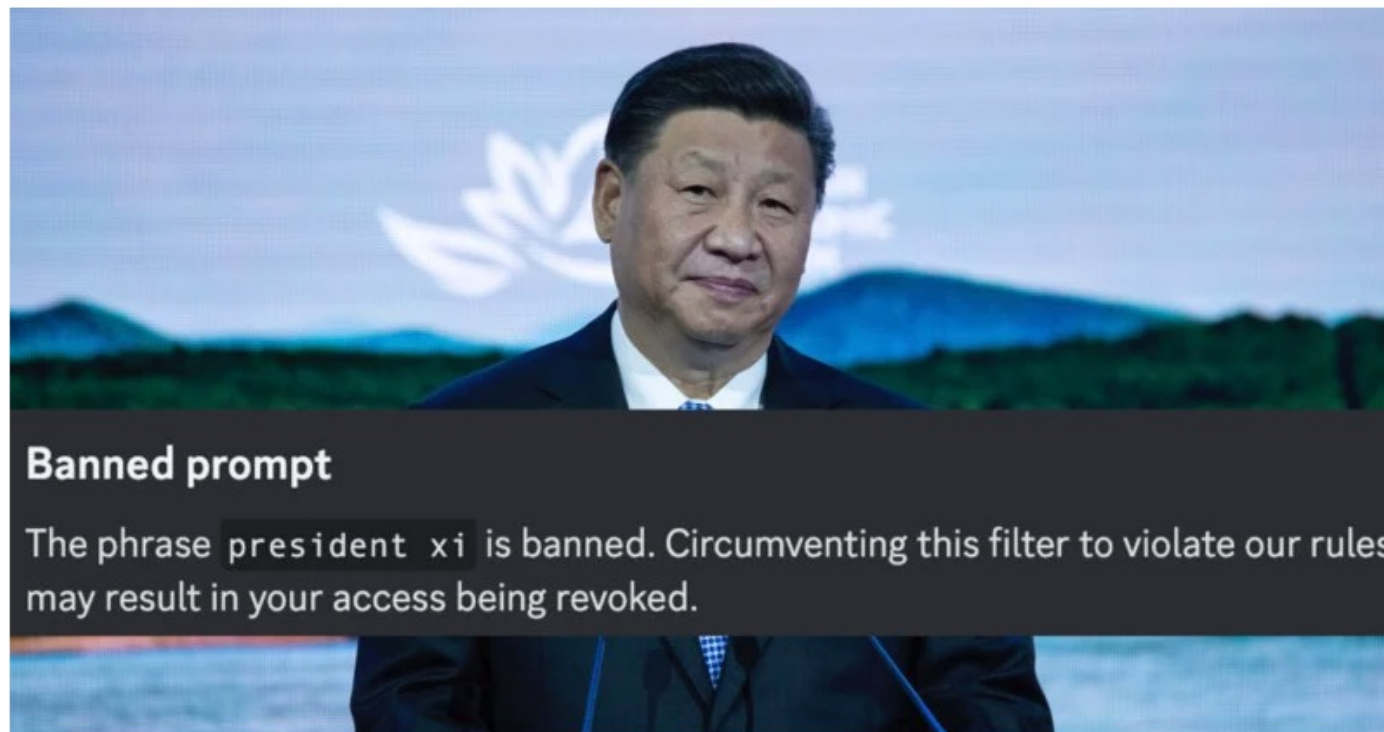 Banned prompt
The phrase president xi is banned. Circumventing this filter to violate our rules
may result in your access being revoked.